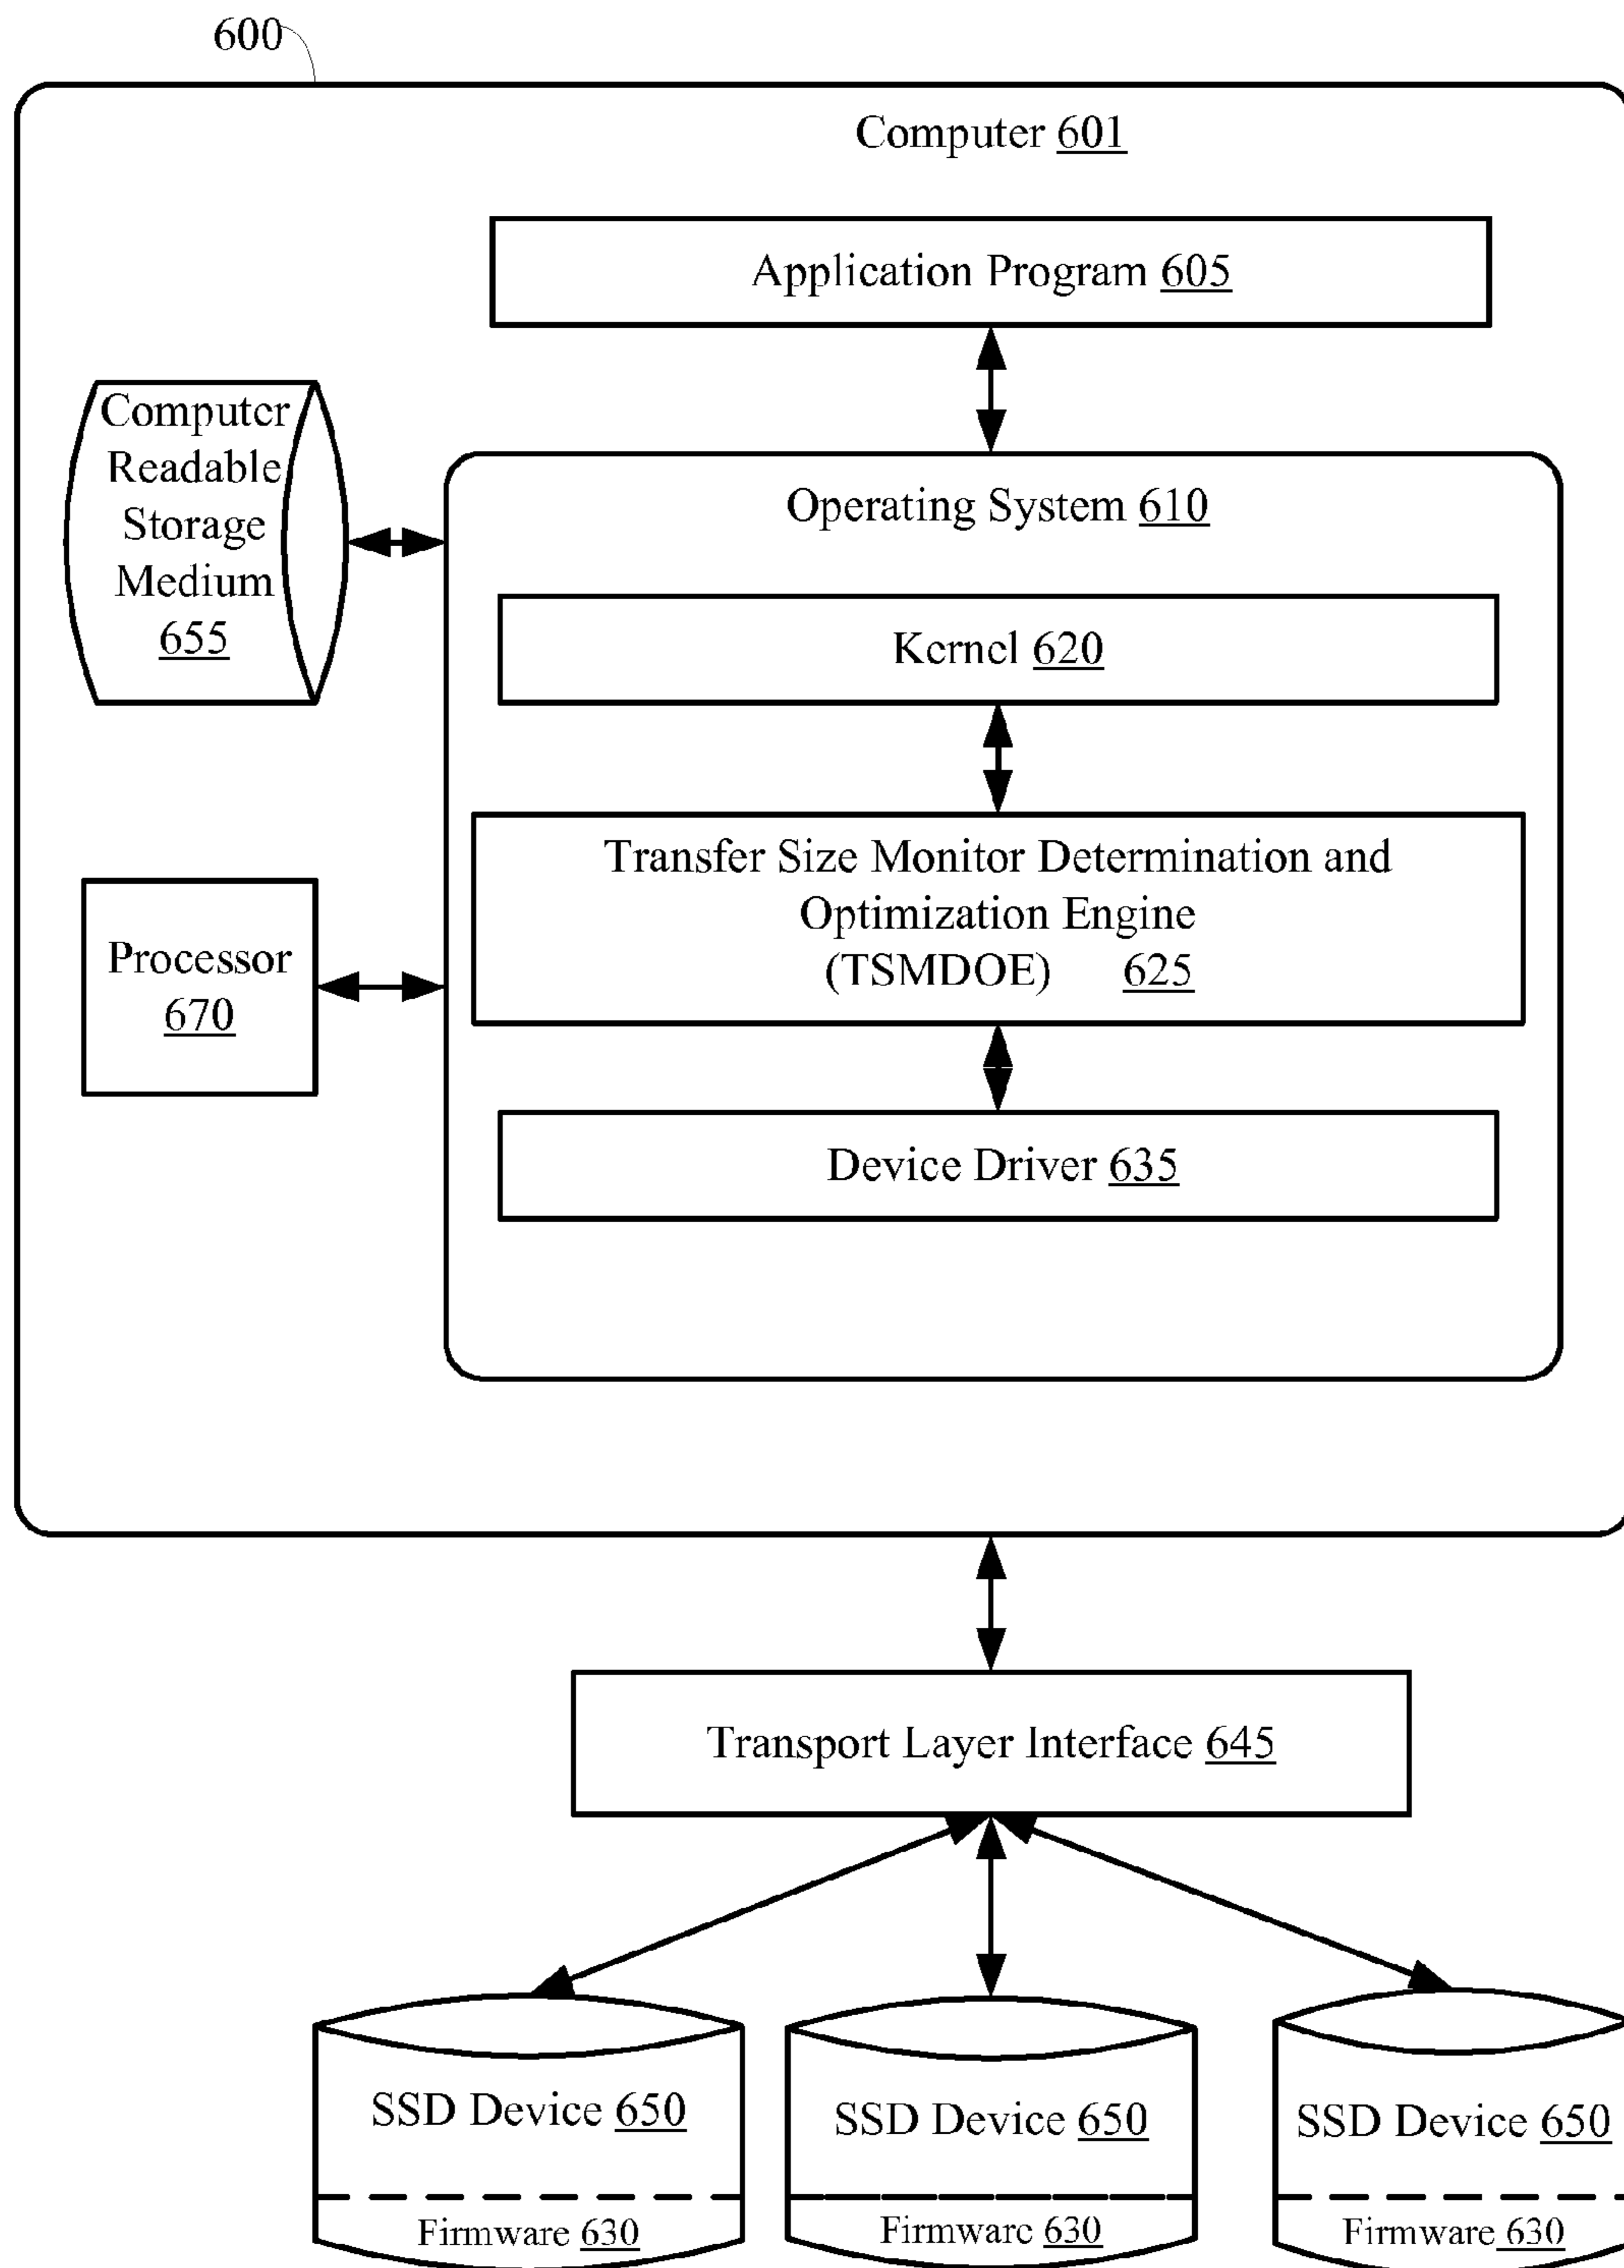 600
Computer 601
Application Program 605
Computer
Readable
Storage
Medium
655
Operating System 610
Kernel 620
Transfer Size Monitor Determination and
Optimization Engine
(TSMDOE) 625
Processor
670
Device Driver 635
Transport Layer Interface 645
SSD Device 650
Firmware 630
SSD Device 650
Firmware 630
SSD Device 650
Firmware 630